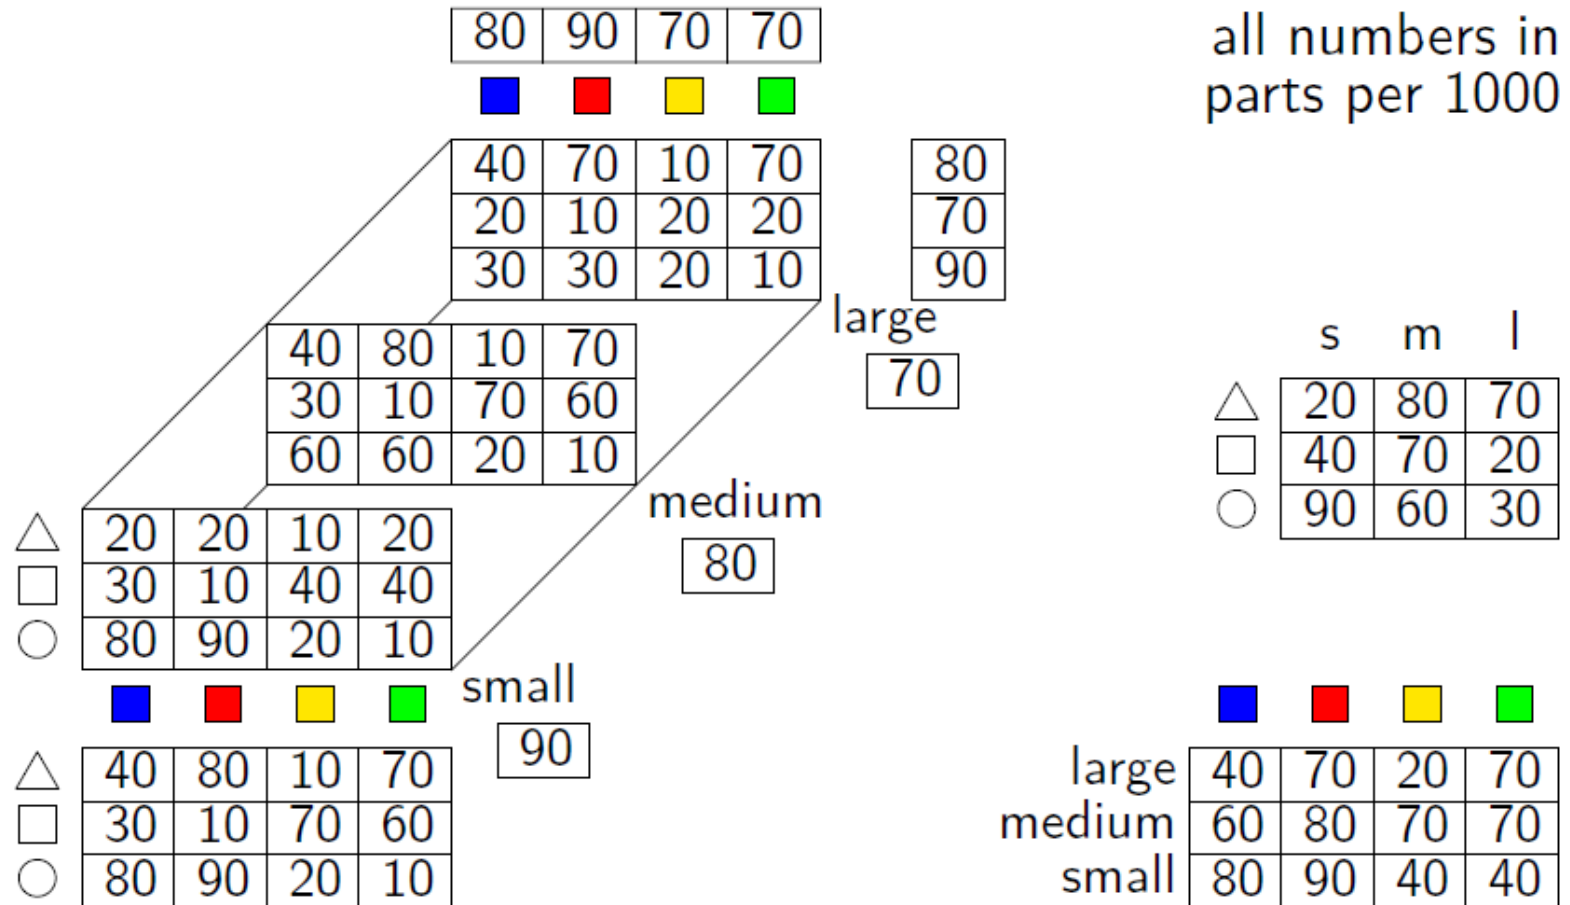 80 90 70 70
all numbers in
parts per 1000
40 70 10 70
20 10 20 20
30 30 20 10
80
70
90
large
70
40 80 10 70
30 10 70 60
60 60 20 10
medium
80
20 20 10 20
30 10 40 40
80 90 20 10
small
90
40 80 10 70
30 10 70 60
80 90 20 10
s m l
20 80 70
40 70 20
90 60 30
large 40 70 20 70
medium 60 80 70 70
small 80 90 40 40